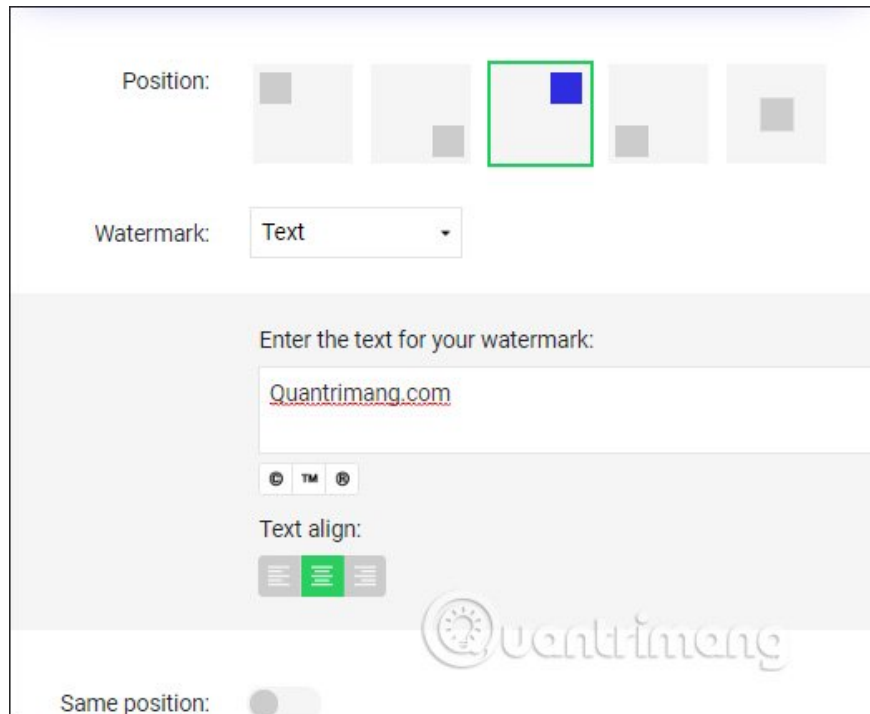 Position:
Watermark: Text
Enter the text for your watermark:
Quantrimang.com
© ™ ®
Text align:
Quantrimang
Same position: